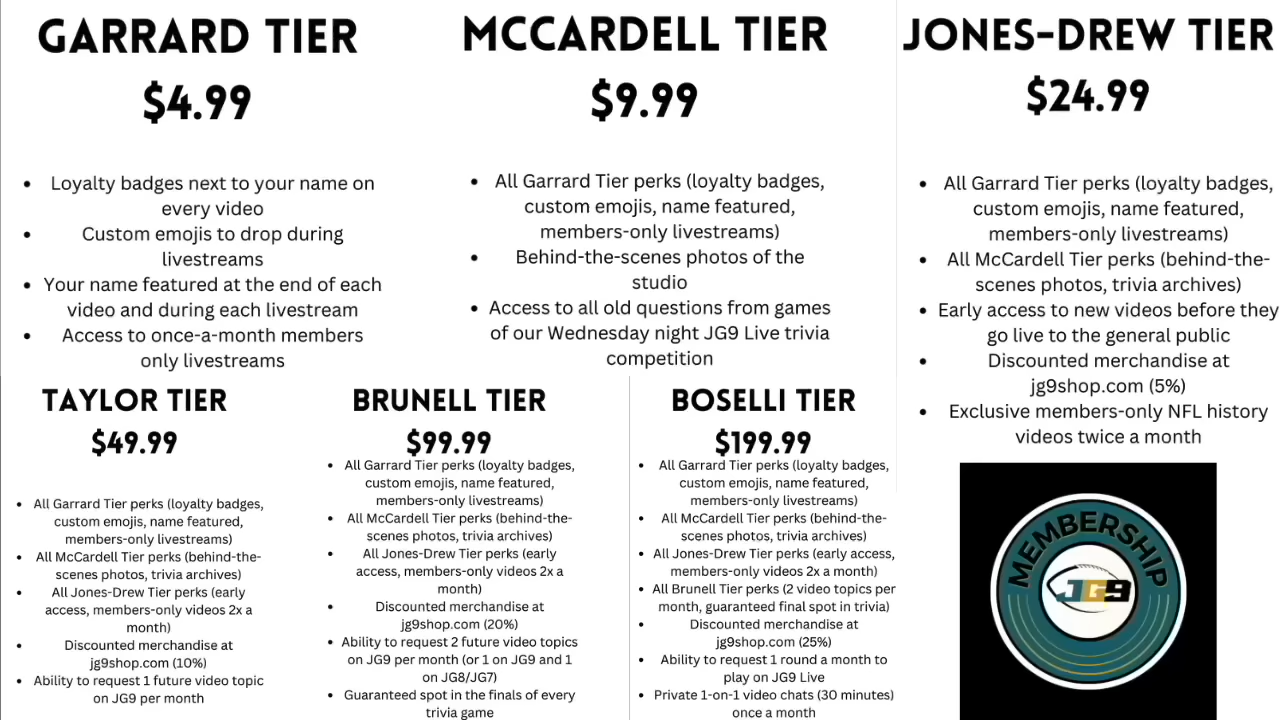 GARRARD TIER
$4.99
• Loyalty badges next to your name on
every video
• Custom emojis to drop during
livestreams
• Your name featured at the end of each
video and during each livestream
• Access to once-a-month members
only livestreams
MCCARDELL TIER
$9.99
• All Garrard Tier perks (loyalty badges,
custom emojis, name featured,
members-only livestreams)
• Behind-the-scenes photos of the
studio
• Access to all old questions from games
of our Wednesday night JG9 Live trivia
competition
JONES-DREW TIER
$24.99
• All Garrard Tier perks (loyalty badges,
custom emojis, name featured,
members-only livestreams)
• All McCardell Tier perks (behind-the-
scenes photos, trivia archives)
• Early access to new videos before they
go live to the general public
• Discounted merchandise at
jg9shop.com (5%)
• Exclusive members-only NFL history
videos twice a month
TAYLOR TIER
$49.99
• All Garrard Tier perks (loyalty badges,
custom emojis, name featured,
members-only livestreams)
• All McCardell Tier perks (behind-the-
scenes photos, trivia archives)
• All Jones-Drew Tier perks (early
access, members-only videos 2x a
month)
• Discounted merchandise at
jg9shop.com (10%)
• Ability to request 1 future video topic
on JG9 per month
BRUNELL TIER
$99.99
• All Garrard Tier perks (loyalty badges,
custom emojis, name featured,
members-only livestreams)
• All McCardell Tier perks (behind-the-
scenes photos, trivia archives)
• All Jones-Drew Tier perks (early
access, members-only videos 2x a
month)
• Discounted merchandise at
jg9shop.com (20%)
• Ability to request 2 future video topics
on JG9 per month (or 1 on JG9 and 1
on JG8/JG7)
• Guaranteed spot in the finals of every
trivia game
BOSELLI TIER
$199.99
• All Garrard Tier perks (loyalty badges,
custom emojis, name featured,
members-only livestreams)
• All McCardell Tier perks (behind-the-
scenes photos, trivia archives)
• All Jones-Drew Tier perks (early access,
members-only videos 2x a month)
• All Brunell Tier perks (2 video topics per
month, guaranteed final spot in trivia)
• Discounted merchandise at
jg9shop.com (25%)
• Ability to request 1 round a month to
play on JG9 Live
• Private 1-on-1 video chats (30 minutes)
once a month
MEMBERSHIP
JG9